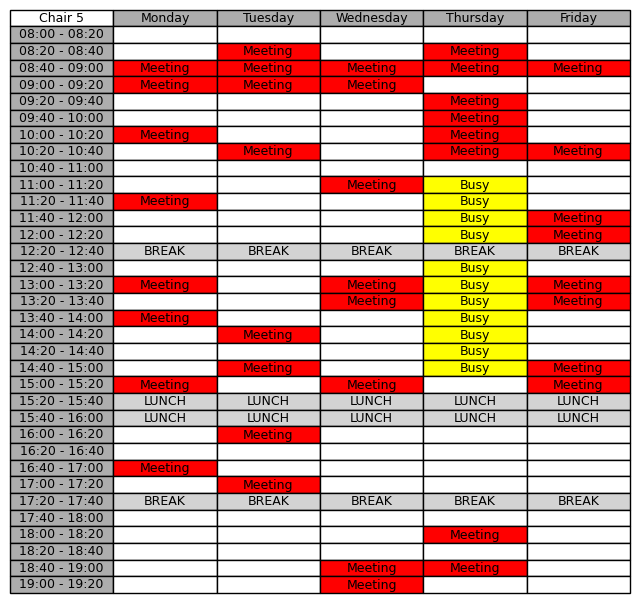 Chair 5 Monday Tuesday Wednesday Thursday Friday
08:00 - 08:20
08:20 - 08:40 Meeting Meeting
08:40 - 09:00 Meeting Meeting Meeting Meeting Meeting
09:00 - 09:20 Meeting Meeting Meeting
09:20 - 09:40 Meeting
09:40 - 10:00 Meeting
10:00 - 10:20 Meeting Meeting
10:20 - 10:40 Meeting Meeting Meeting
10:40 - 11:00
11:00 - 11:20 Meeting Busy
11:20 - 11:40 Meeting Busy
11:40 - 12:00 Busy Meeting
12:00 - 12:20 Busy Meeting
12:20 - 12:40 BREAK BREAK BREAK BREAK BREAK
12:40 - 13:00 Busy
13:00 - 13:20 Meeting Meeting Busy Meeting
13:20 - 13:40 Meeting Busy Meeting
13:40 - 14:00 Meeting Busy
14:00 - 14:20 Meeting Busy
14:20 - 14:40 Busy
14:40 - 15:00 Meeting Busy Meeting
15:00 - 15:20 Meeting Meeting Meeting
15:20 - 15:40 LUNCH LUNCH LUNCH LUNCH LUNCH
15:40 - 16:00 LUNCH LUNCH LUNCH LUNCH LUNCH
16:00 - 16:20 Meeting
16:20 - 16:40
16:40 - 17:00 Meeting
17:00 - 17:20 Meeting
17:20 - 17:40 BREAK BREAK BREAK BREAK BREAK
17:40 - 18:00
18:00 - 18:20 Meeting
18:20 - 18:40
18:40 - 19:00 Meeting Meeting
19:00 - 19:20 Meeting